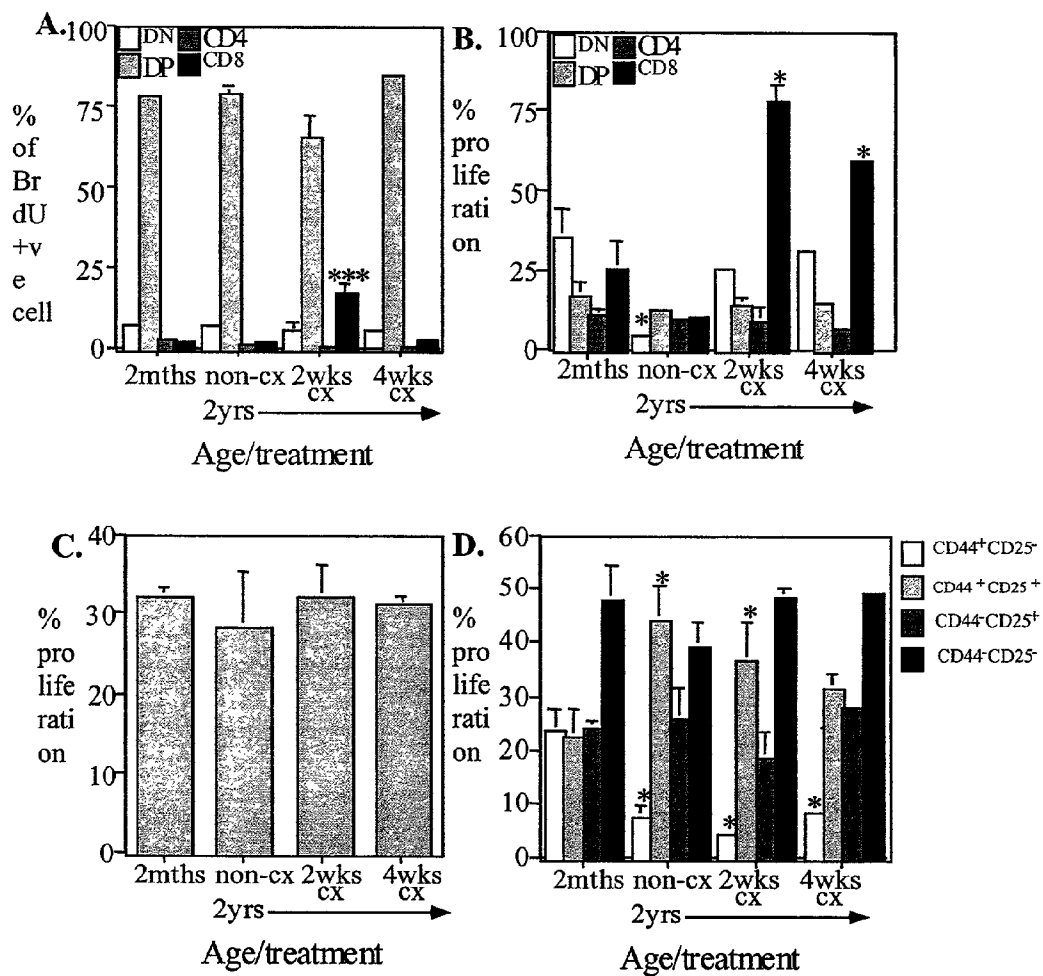 A.
DN
CD4
DP
CD8
100
75
50
25
0
%
of
Br
dU
+v
e
cell
***
2mths non-cx 2wks 4wks
cx cx
2yrs
Age/treatment
B.
DN
CD4
DP
CD8
100
75
50
25
0
%
pro
life
rati
on
*
*
*
2mths non-cx 2wks 4wks
cx cx
2yrs
Age/treatment
C.
40
30
20
10
0
%
pro
life
rati
on
2mths non-cx 2wks 4wks
cx cx
2yrs
Age/treatment
D.
60
50
40
30
20
10
0
%
pro
life
rati
on
*
*
*
*
*
2mths non-cx 2wks 4wks
cx cx
2yrs
Age/treatment
CD44+CD25-
CD44+CD25+
CD44-CD25+
CD44-CD25-